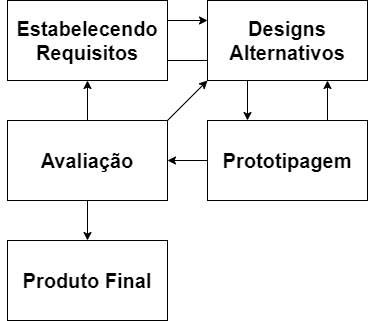 Estabelecendo
Requisitos
Designs
Alternativos
Avaliação
Prototipagem
Produto Final